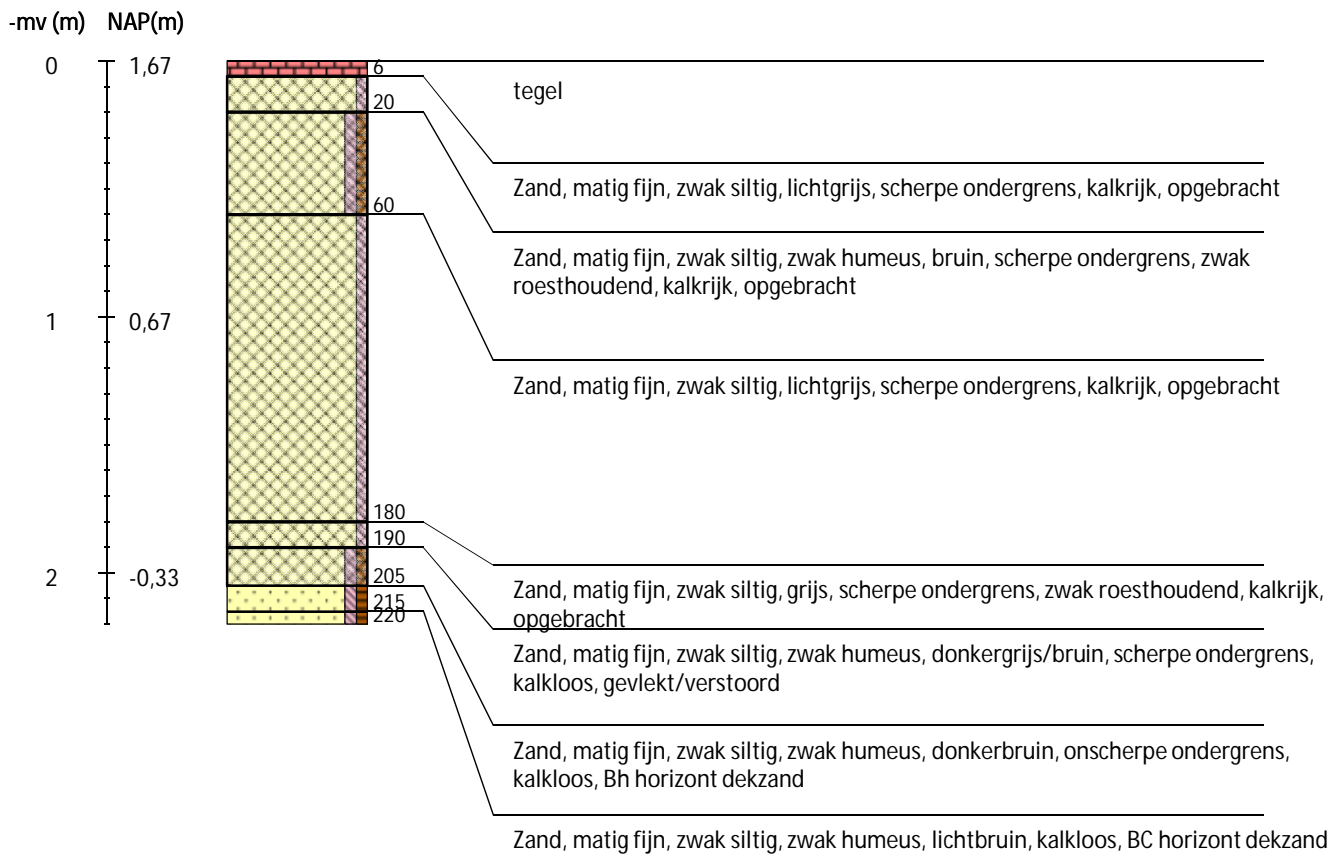 -mv (m) NAP(m)
0 1,67
6
tegel
20
Zand, matig fijn, zwak siltig, lichtgrijs, scherpe ondergrens, kalkrijk, opgebracht
60
Zand, matig fijn, zwak siltig, zwak humeus, bruin, scherpe ondergrens, zwak
roesthoudend, kalkrijk, opgebracht
1 0,67
Zand, matig fijn, zwak siltig, lichtgrijs, scherpe ondergrens, kalkrijk, opgebracht
180
190
2 -0,33
205
Zand, matig fijn, zwak siltig, grijs, scherpe ondergrens, zwak roesthoudend, kalkrijk,
opgebracht
215
220
Zand, matig fijn, zwak siltig, zwak humeus, donkergrijs/bruin, scherpe ondergrens,
kalkloos, gevlekt/verstoord
Zand, matig fijn, zwak siltig, zwak humeus, donkerbruin, onscherpe ondergrens,
kalkloos, Bh horizont dekzand
Zand, matig fijn, zwak siltig, zwak humeus, lichtbruin, kalkloos, BC horizont dekzand